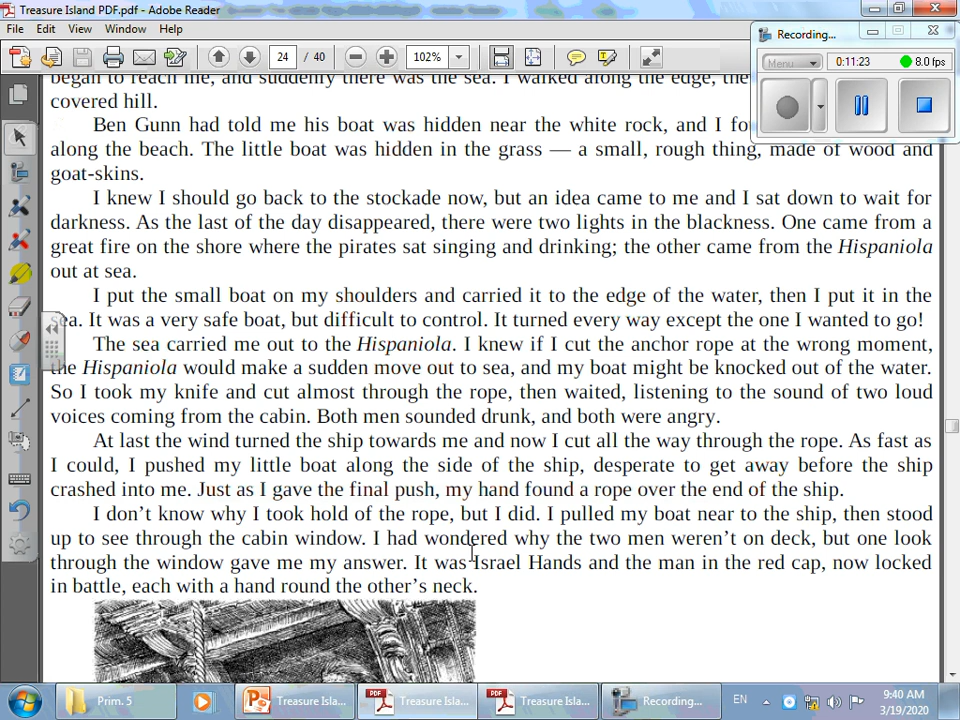 Treasure Island PDF.pdf - Adobe Reader
File Edit View Window Help
24 / 40 102%
Recording...
Menu 0:11:23 8.0 fps
began to reach me, and suddenly there was the sea. I walked along the edge, the
covered hill.
Ben Gunn had told me his boat was hidden near the white rock, and I fo
along the beach. The little boat was hidden in the grass — a small, rough thing, made of wood and
goat-skins.
I knew I should go back to the stockade now, but an idea came to me and I sat down to wait for
darkness. As the last of the day disappeared, there were two lights in the blackness. One came from a
great fire on the shore where the pirates sat singing and drinking; the other came from the Hispaniola
out at sea.
I put the small boat on my shoulders and carried it to the edge of the water, then I put it in the
sea. It was a very safe boat, but difficult to control. It turned every way except the one I wanted to go!
The sea carried me out to the Hispaniola. I knew if I cut the anchor rope at the wrong moment,
the Hispaniola would make a sudden move out to sea, and my boat might be knocked out of the water.
So I took my knife and cut almost through the rope, then waited, listening to the sound of two loud
voices coming from the cabin. Both men sounded drunk, and both were angry.
At last the wind turned the ship towards me and now I cut all the way through the rope. As fast as
I could, I pushed my little boat along the side of the ship, desperate to get away before the ship
crashed into me. Just as I gave the final push, my hand found a rope over the end of the ship.
I don't know why I took hold of the rope, but I did. I pulled my boat near to the ship, then stood
up to see through the cabin window. I had wondered why the two men weren't on deck, but one look
through the window gave me my answer. It was Israel Hands and the man in the red cap, now locked
in battle, each with a hand round the other's neck.
Prim. 5 Treasure Isla... Treasure Isla... Treasure Isla... Recording... EN 9:40 AM
3/19/2020